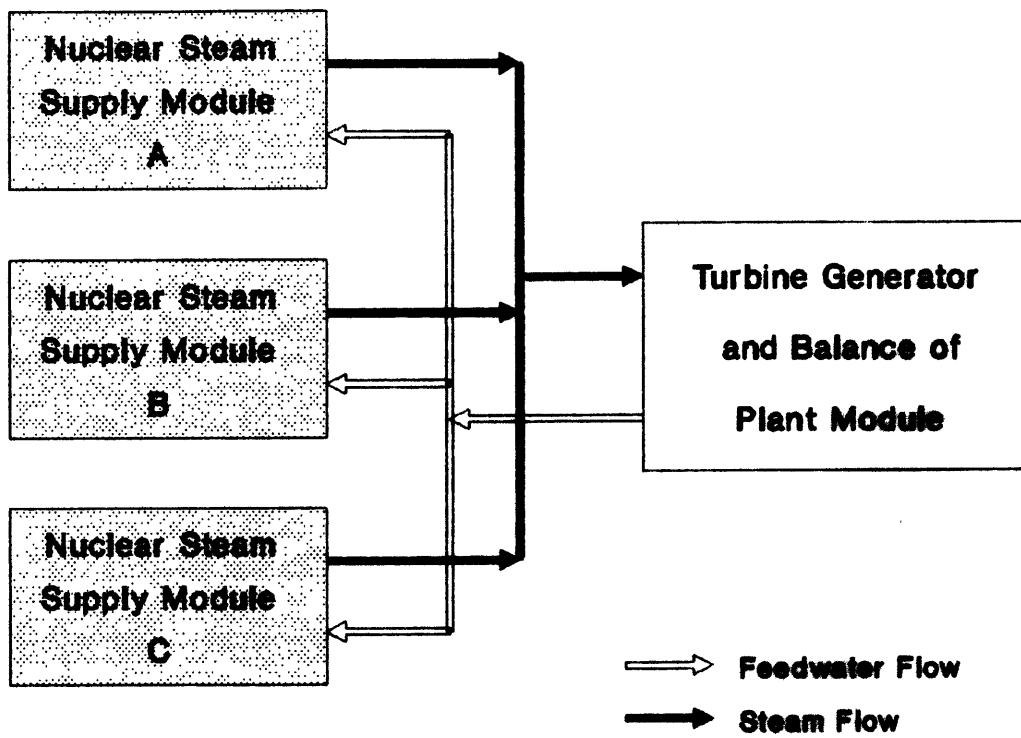 Nuclear Steam
Supply Module
A
Nuclear Steam
Supply Module
B
Nuclear Steam
Supply Module
C
Turbine Generator
and Balance of
Plant Module
Feedwater Flow
Steam Flow